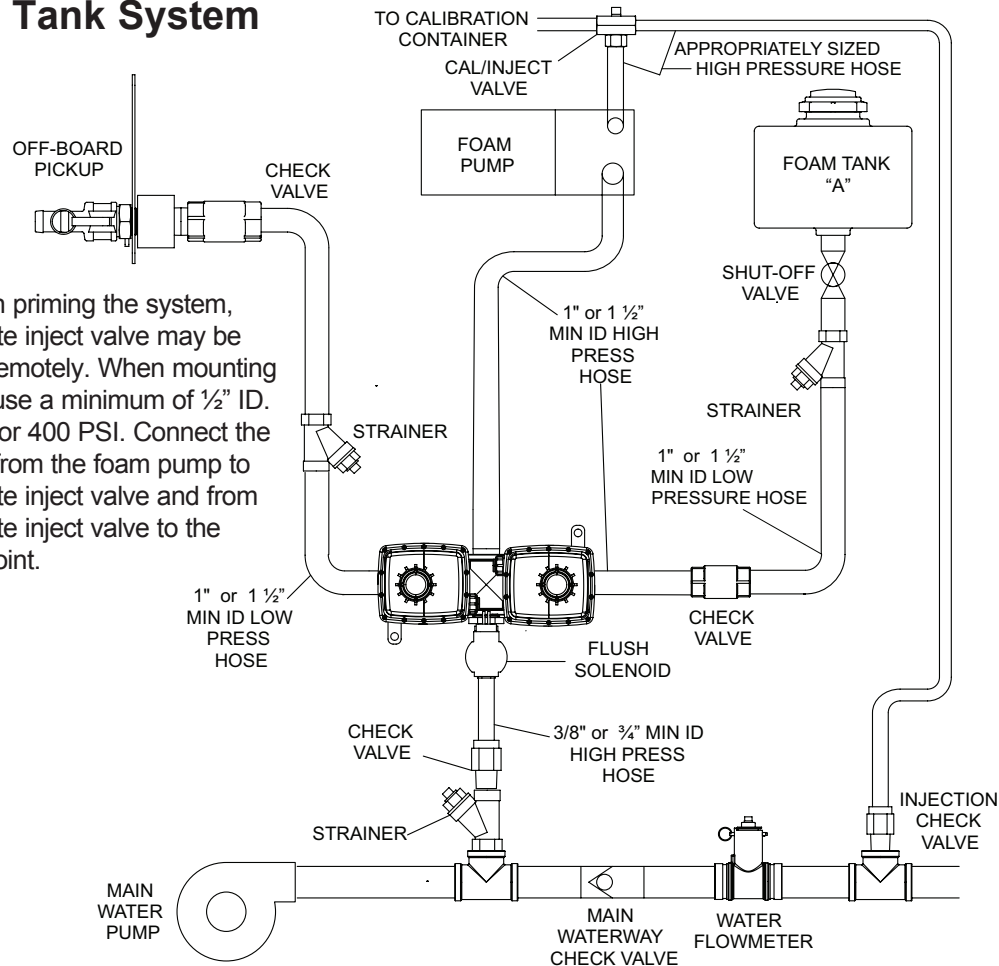 Tank System
TO CALIBRATION
CONTAINER
CAL/INJECT
VALVE
APPROPRIATELY SIZED
HIGH PRESSURE HOSE
OFF-BOARD
PICKUP
CHECK
VALVE
FOAM
PUMP
FOAM TANK
“A”
SHUT-OFF
VALVE
n priming the system,
te inject valve may be
emotely. When mounting
use a minimum of ½” ID.
or 400 PSI. Connect the
from the foam pump to
te inject valve and from
te inject valve to the
oint.
1" or 1 ½”
MIN ID HIGH
PRESS
HOSE
STRAINER
STRAINER
1" or 1 ½”
MIN ID LOW
PRESSURE HOSE
1" or 1 ½”
MIN ID LOW
PRESS
HOSE
CHECK
VALVE
FLUSH
SOLENOID
CHECK
VALVE
3/8" or ¾” MIN ID
HIGH PRESS
HOSE
STRAINER
INJECTION
CHECK
VALVE
MAIN
WATER
PUMP
MAIN
WATERWAY
CHECK VALVE
WATER
FLOWMETER